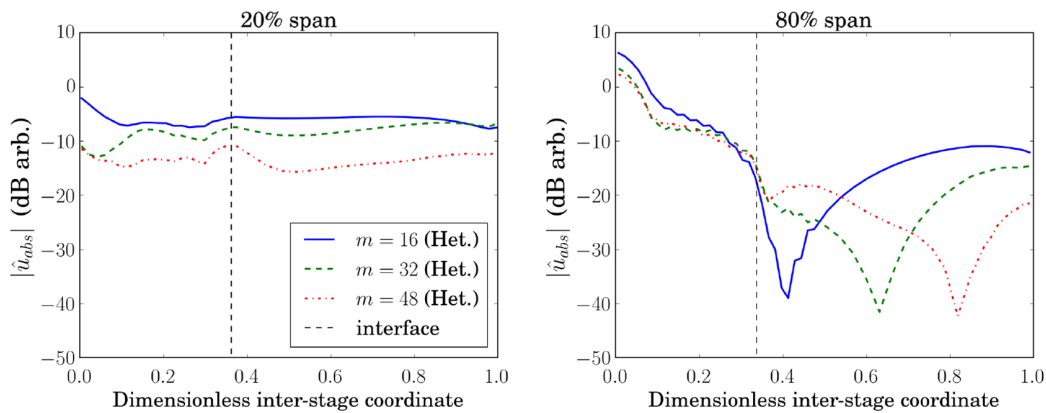 20% span
10
0
−10
−20
−30
−40
−50
|û_abs| (dB arb.)
m = 16 (Het.)
m = 32 (Het.)
m = 48 (Het.)
interface
0.0 0.2 0.4 0.6 0.8 1.0
Dimensionless inter-stage coordinate
80% span
10
0
−10
−20
−30
−40
−50
|û_abs| (dB arb.)
0.0 0.2 0.4 0.6 0.8 1.0
Dimensionless inter-stage coordinate